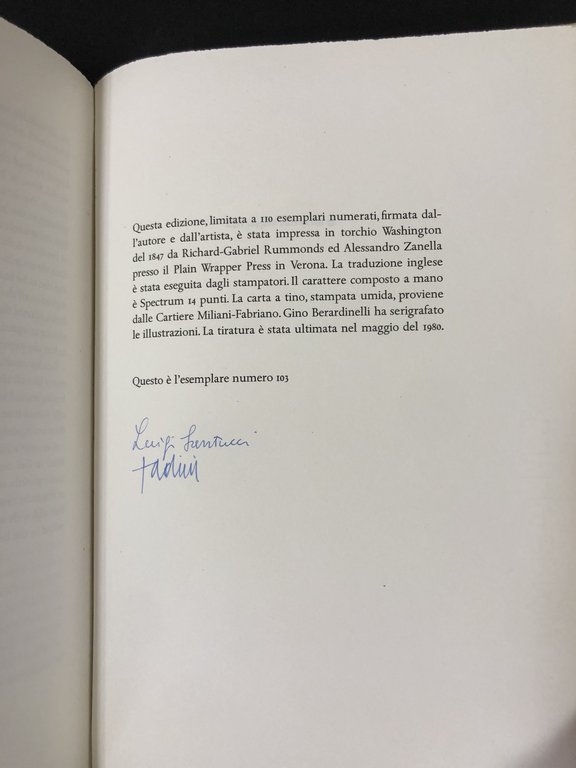 Questa edizione, limitata a 110 esemplari numerati, firmata dal-
l'autore e dall'artista, è stata impressa in torchio Washington
del 1847 da Richard-Gabriel Rummonds ed Alessandro Zanella
presso il Plain Wrapper Press in Verona. La traduzione inglese
è stata eseguita dagli stampatori. Il carattere composto a mano
è Spectrum 14 punti. La carta a tino, stampata umida, proviene
dalle Cartiere Miliani-Fabriano. Gino Berardinelli ha serigrafato
le illustrazioni. La tiratura è stata ultimata nel maggio del 1980.
Questo è l'esemplare numero 103
Luigi Santucci
Tadini